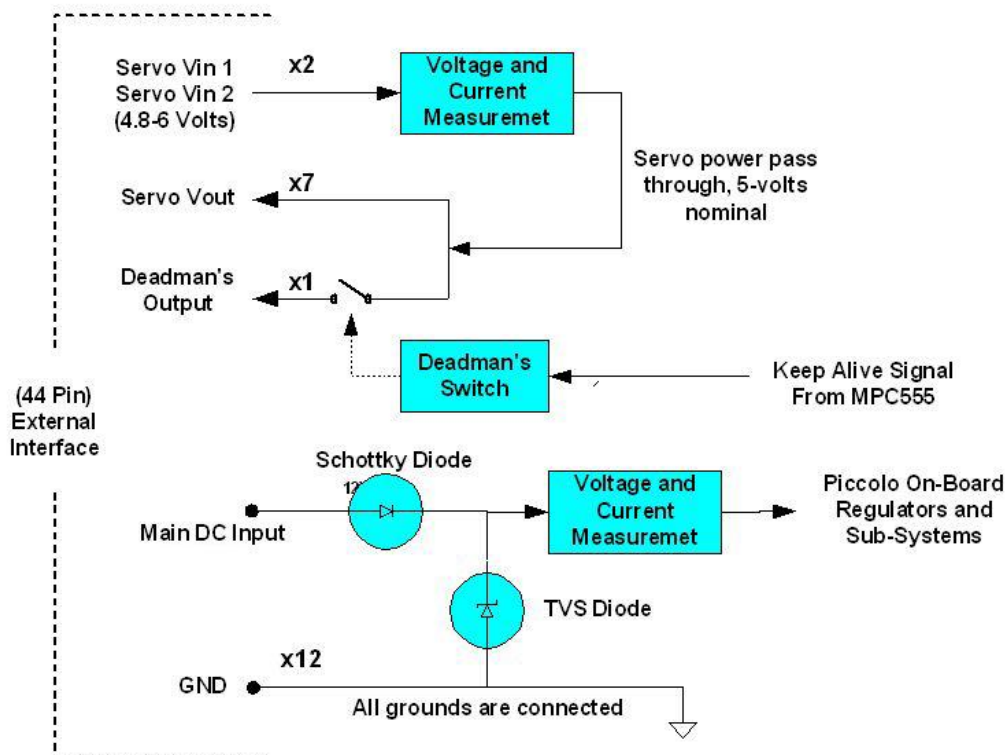 Servo Vin 1
Servo Vin 2
(4.8-6 Volts)
x2
Voltage and
Current
Measuremet
Servo power pass
through, 5-volts
nominal
Servo Vout
x7
Deadman's
Output
x1
Deadman's
Switch
Keep Alive Signal
From MPC555
(44 Pin)
External
Interface
Schottky Diode
Main DC Input
Voltage and
Current
Measuremet
Piccolo On-Board
Regulators and
Sub-Systems
TVS Diode
GND
x12
All grounds are connected